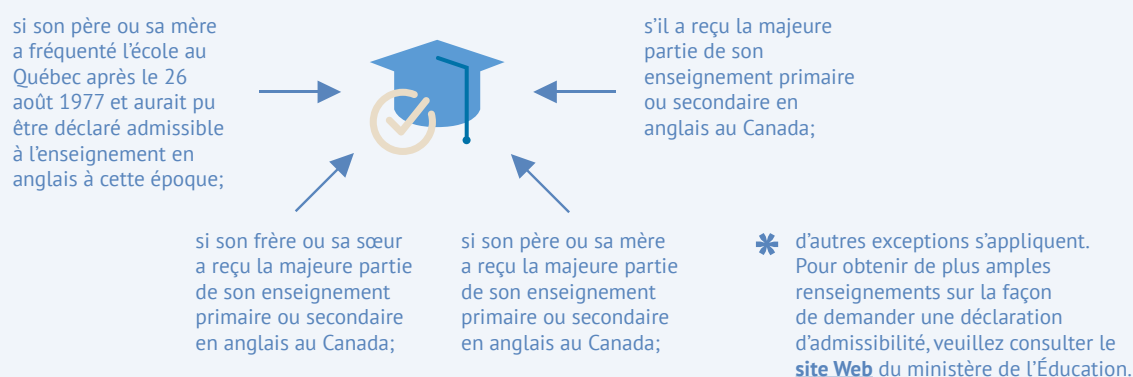 si son père ou sa mère
a fréquenté l’école au
Québec après le 26
août 1977 et aurait pu
être déclaré admissible
à l’enseignement en
anglais à cette époque;
s’il a reçu la majeure
partie de son
enseignement primaire
ou secondaire en
anglais au Canada;
si son frère ou sa sœur
a reçu la majeure partie
de son enseignement
primaire ou secondaire
en anglais au Canada;
si son père ou sa mère
a reçu la majeure partie
de son enseignement
primaire ou secondaire
en anglais au Canada;
* d’autres exceptions s’appliquent.
Pour obtenir de plus amples
renseignements sur la façon
de demander une déclaration
d’admissibilité, veuillez consulter le
site Web du ministère de l’Éducation.